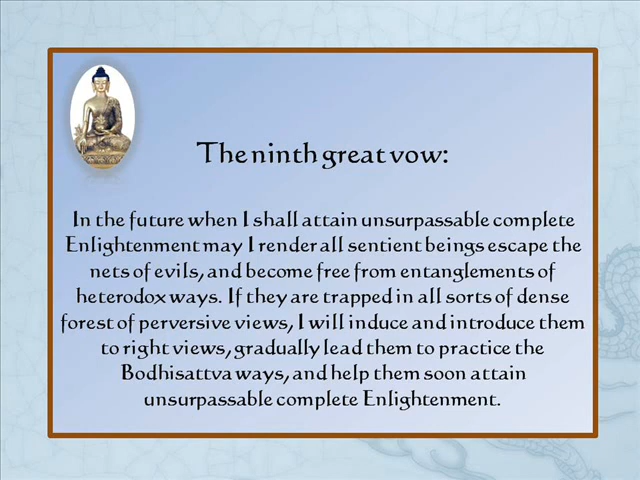 The ninth great vow:
In the future when I shall attain unsurpassable complete
Enlightenment may I render all sentient beings escape the
nets of evils, and become free from entanglements of
heterodox ways. If they are trapped in all sorts of dense
forest of perversive views, I will induce and introduce them
to right views, gradually lead them to practice the
Bodhisattva ways, and help them soon attain
unsurpassable complete Enlightenment.